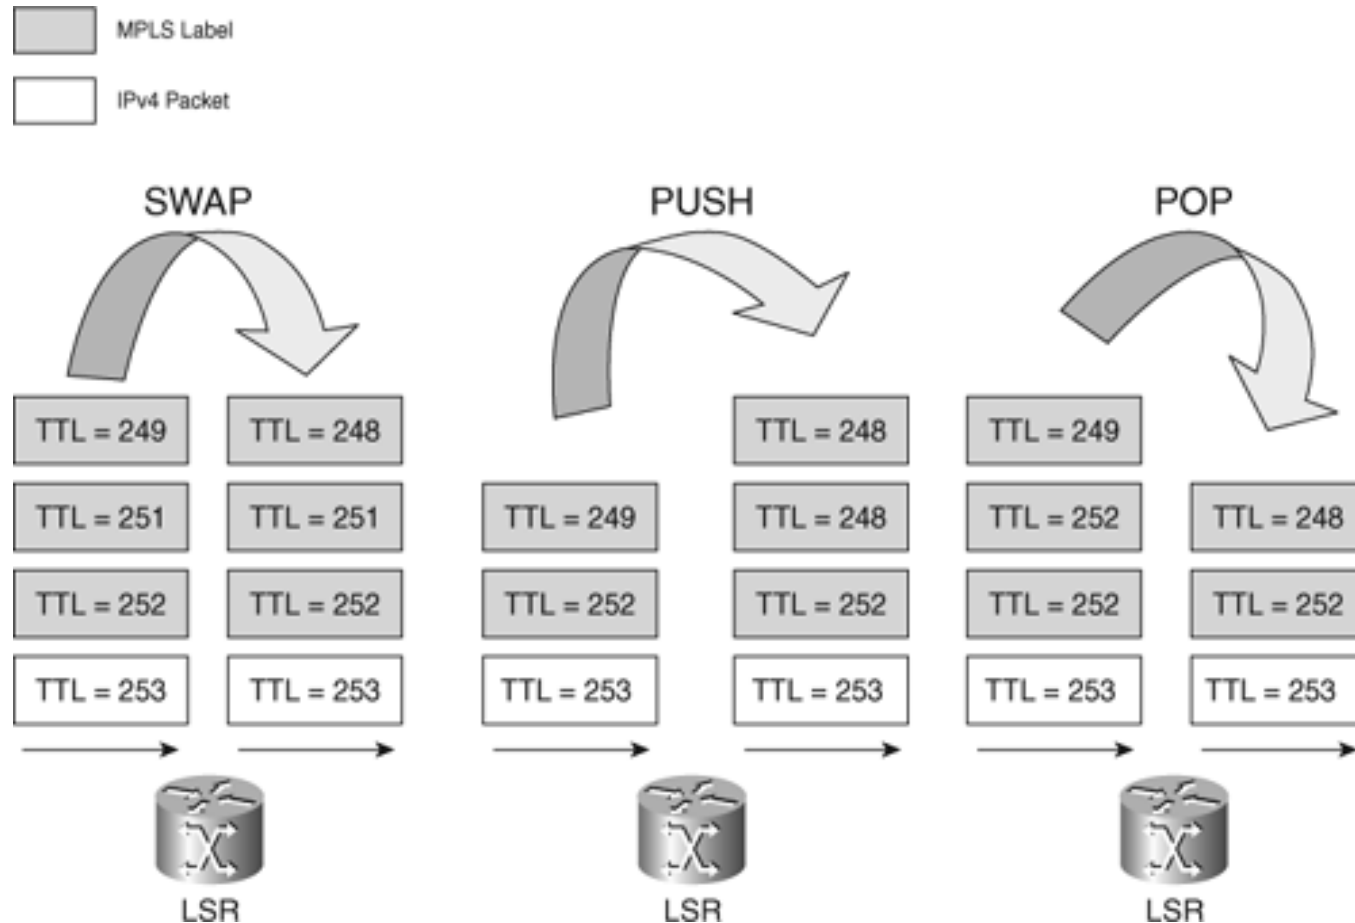 MPLS Label
IPv4 Packet
SWAP
PUSH
POP
TTL = 249
TTL = 248
TTL = 248
TTL = 249
TTL = 251
TTL = 251
TTL = 249
TTL = 248
TTL = 252
TTL = 248
TTL = 252
TTL = 252
TTL = 252
TTL = 252
TTL = 252
TTL = 252
TTL = 253
TTL = 253
TTL = 253
TTL = 253
TTL = 253
TTL = 253
LSR
LSR
LSR